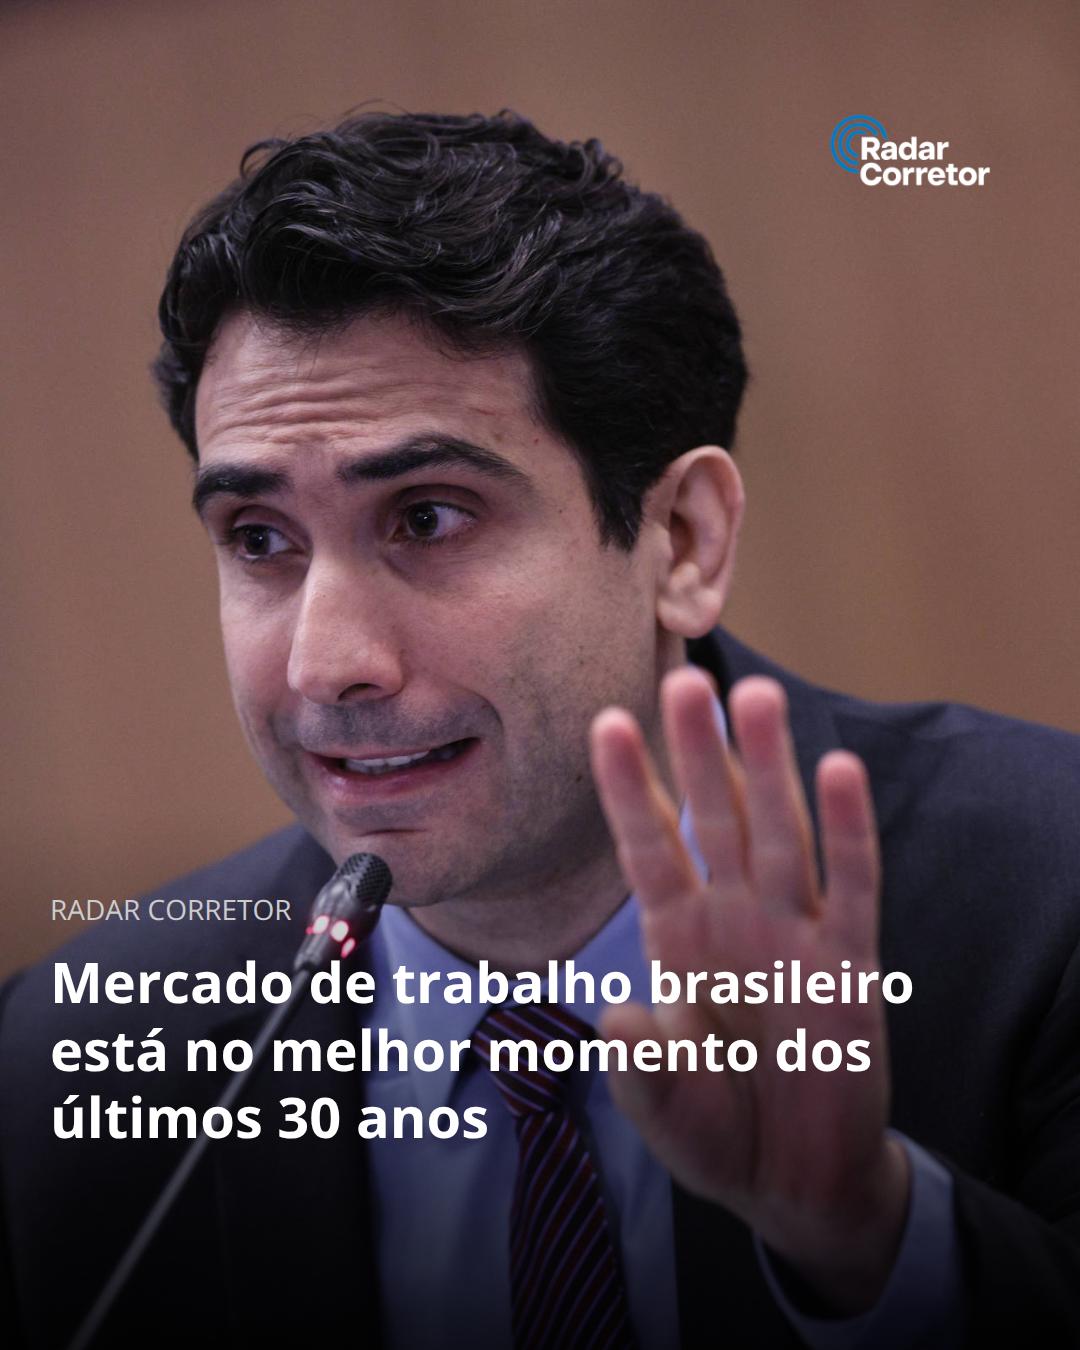 Radar
Corretor
RADAR CORRETOR
Mercado de trabalho brasileiro
está no melhor momento dos
últimos 30 anos